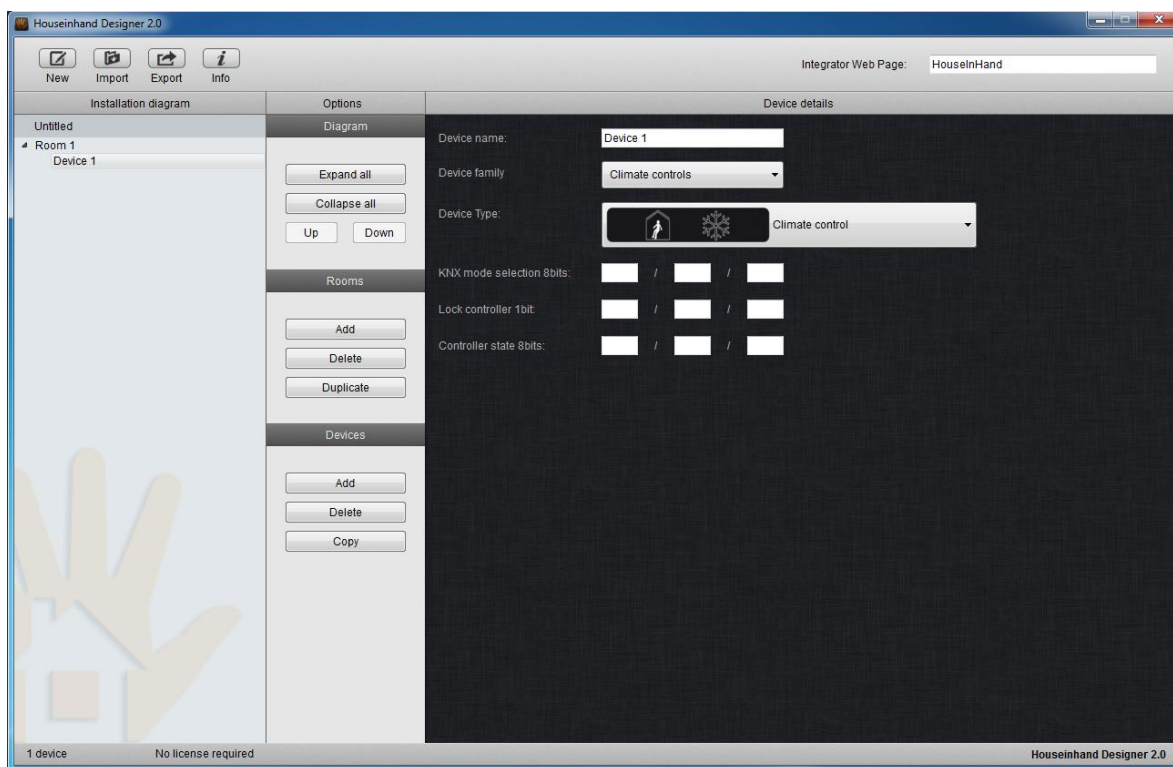 Houseinhand Designer 2.0
New Import Export Info
Integrator Web Page: HouseInHand
Installation diagram Options Device details
Untitled
Room 1
Device 1
Diagram
Expand all
Collapse all
Up Down
Rooms
Add
Delete
Duplicate
Devices
Add
Delete
Copy
Device name: Device 1
Device family Climate controls
Device Type: Climate control
KNX mode selection 8bits: / /
Lock controller 1bit: / /
Controller state 8bits: / /
1 device No license required Houseinhand Designer 2.0